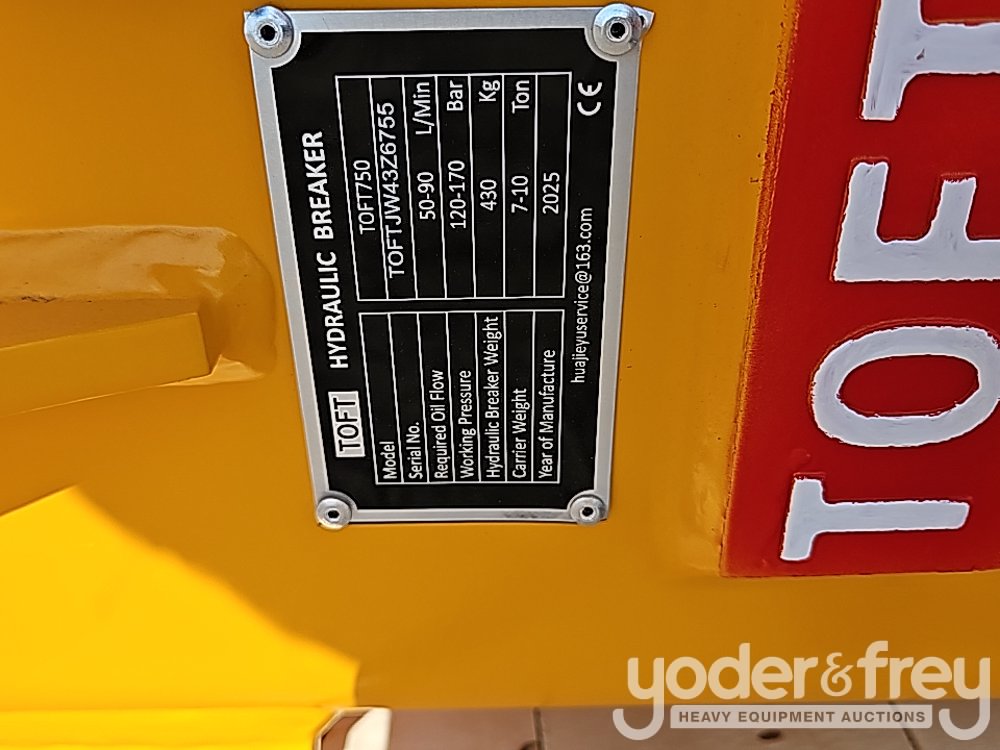 TOFT HYDRAULIC BREAKER
Model TOFT750
Serial No. TOFTJW43Z6755
Required Oil Flow 50-90 L/Min
Working Pressure 120-170 Bar
Hydraulic Breaker Weight 430 Kg
Carrier Weight 7-10 Ton
Year of Manufacture 2025
huajieyuservice@163.com CE
TOFT
yoder&frey
HEAVY EQUIPMENT AUCTIONS